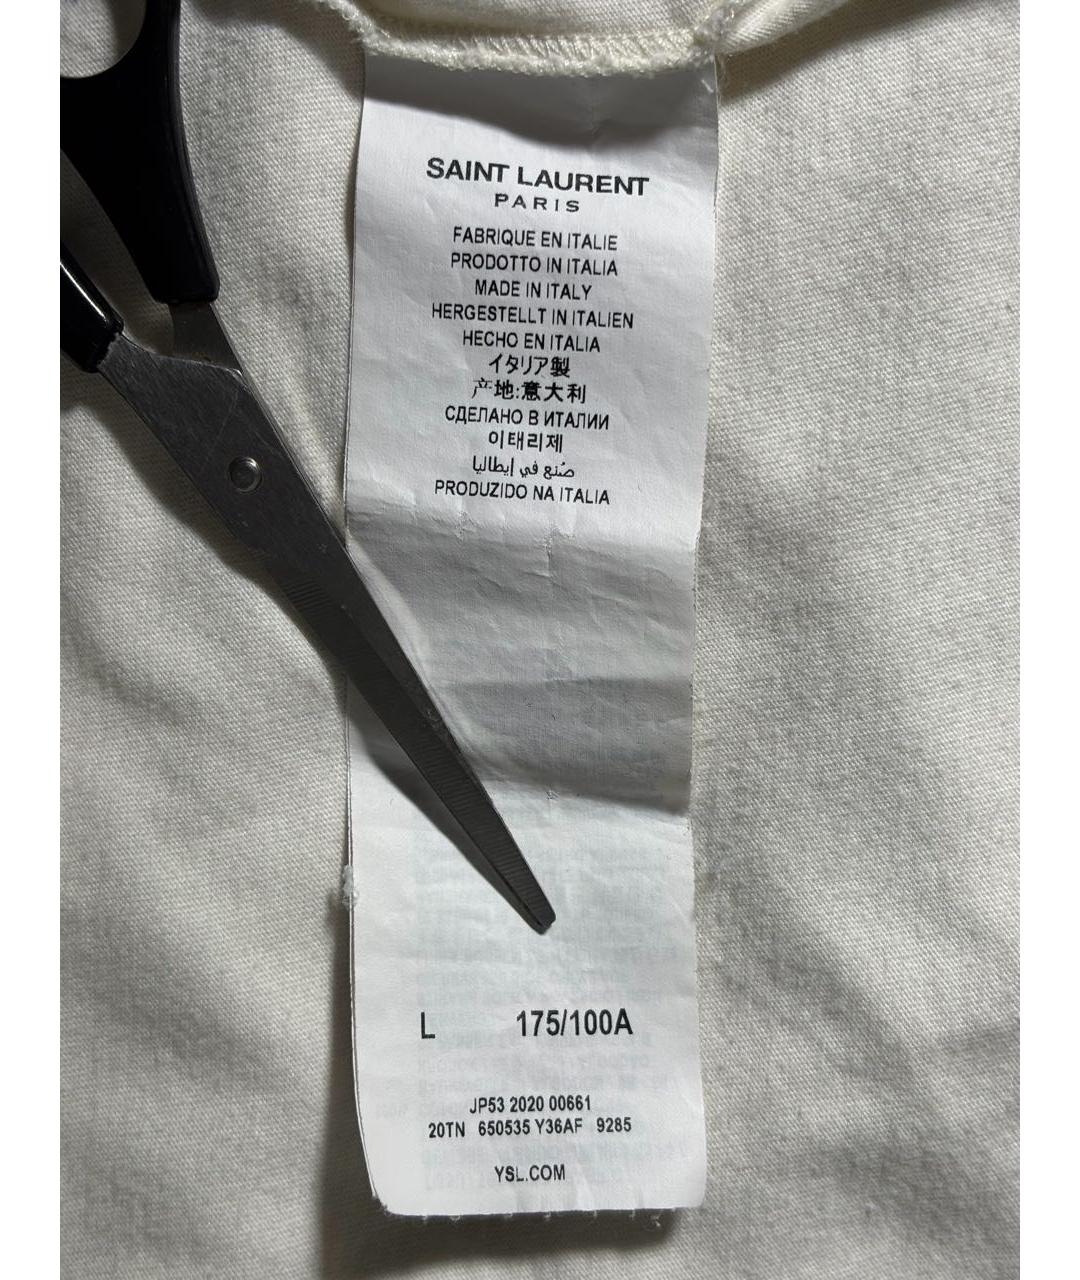 SAINT LAURENT
PARIS
FABRIQUE EN ITALIE
PRODOTTO IN ITALIA
MADE IN ITALY
HERGESTELLT IN ITALIEN
HECHO EN ITALIA
イタリア製
产地:意大利
СДЕЛАНО В ИТАЛИИ
이태리제
صُنع في إيطاليا
PRODUZIDO NA ITALIA
L 175/100A
JP53 2020 00661
20TN 650535 Y36AF 9285
YSL.COM